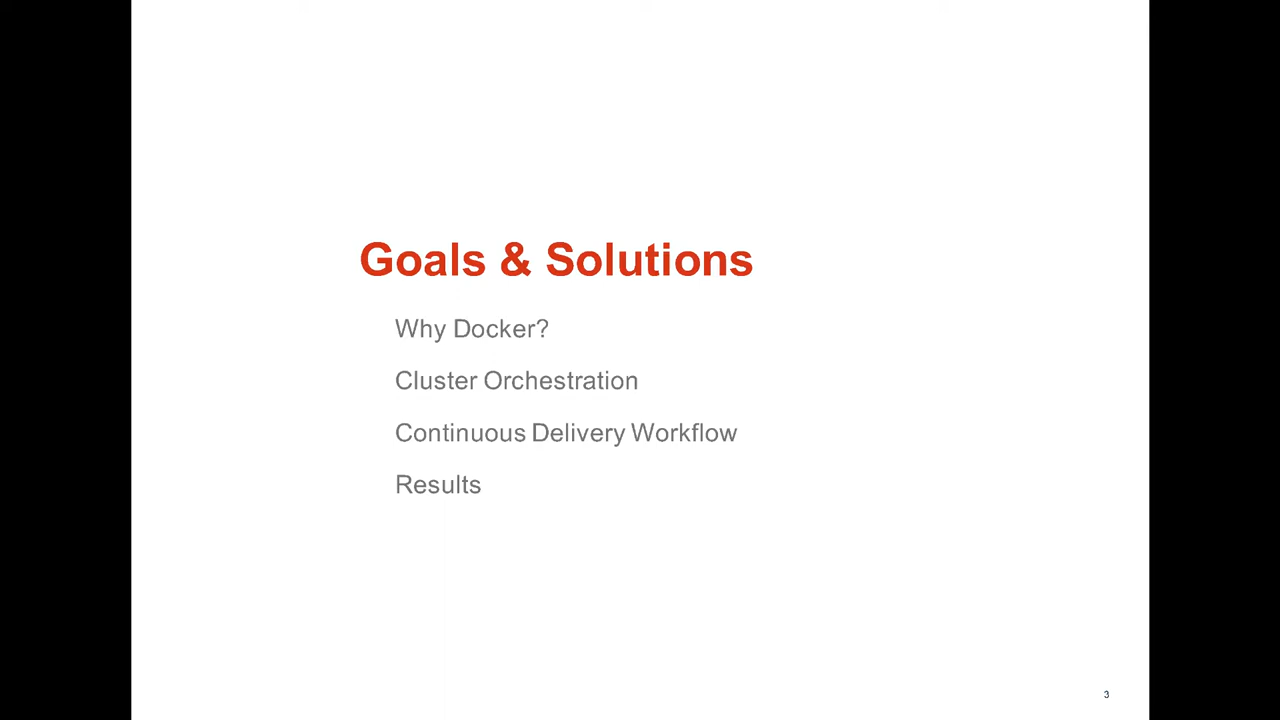 Goals & Solutions
Why Docker?
Cluster Orchestration
Continuous Delivery Workflow
Results
3